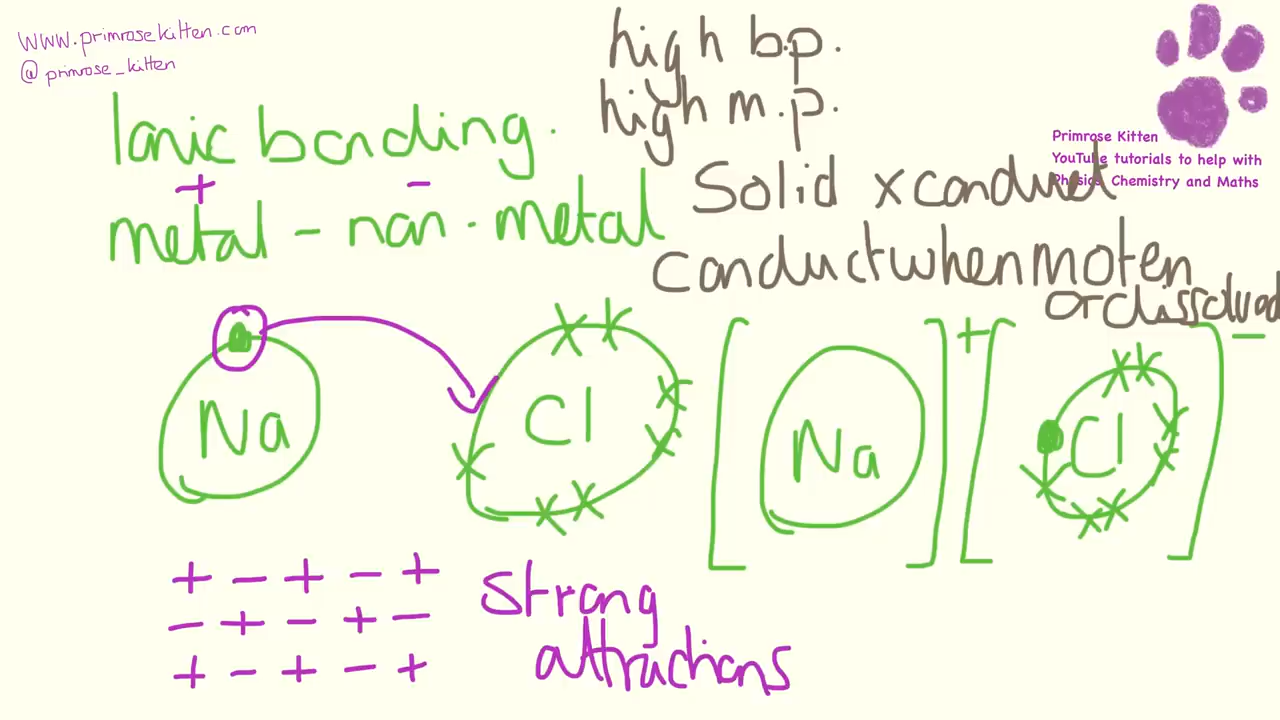 www.primrosekitten.com
@primrose_kitten
high b.p.
high m.p.
Ionic bonding.
+ -
metal - non-metal
Primrose Kitten
YouTube tutorials to help with
Physics Chemistry and Maths
Solid x conduct
conduct when moten
or dissolved
Na
Cl
[Na]+
[Cl]-
+ - + - +
- + - + -
+ - + - +
Strong
attractions